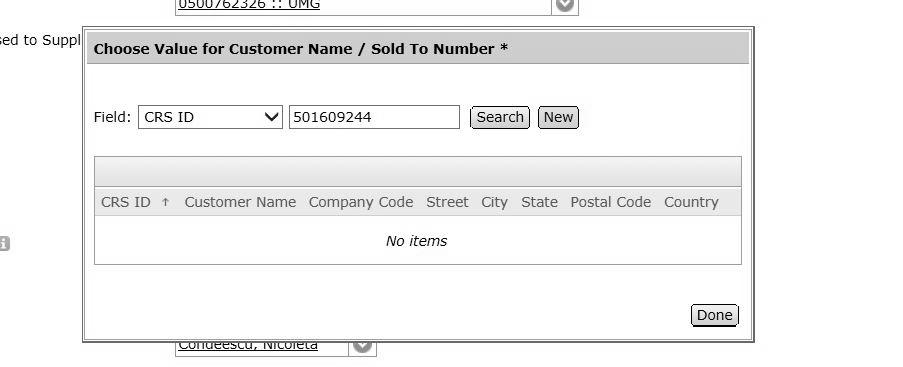 0500762326 :: UMG
sed to Suppl
Choose Value for Customer Name / Sold To Number *
Field: CRS ID 501609244 Search New
CRS ID ↑ Customer Name Company Code Street City State Postal Code Country
No items
Done
Condeescu, Nicoleta